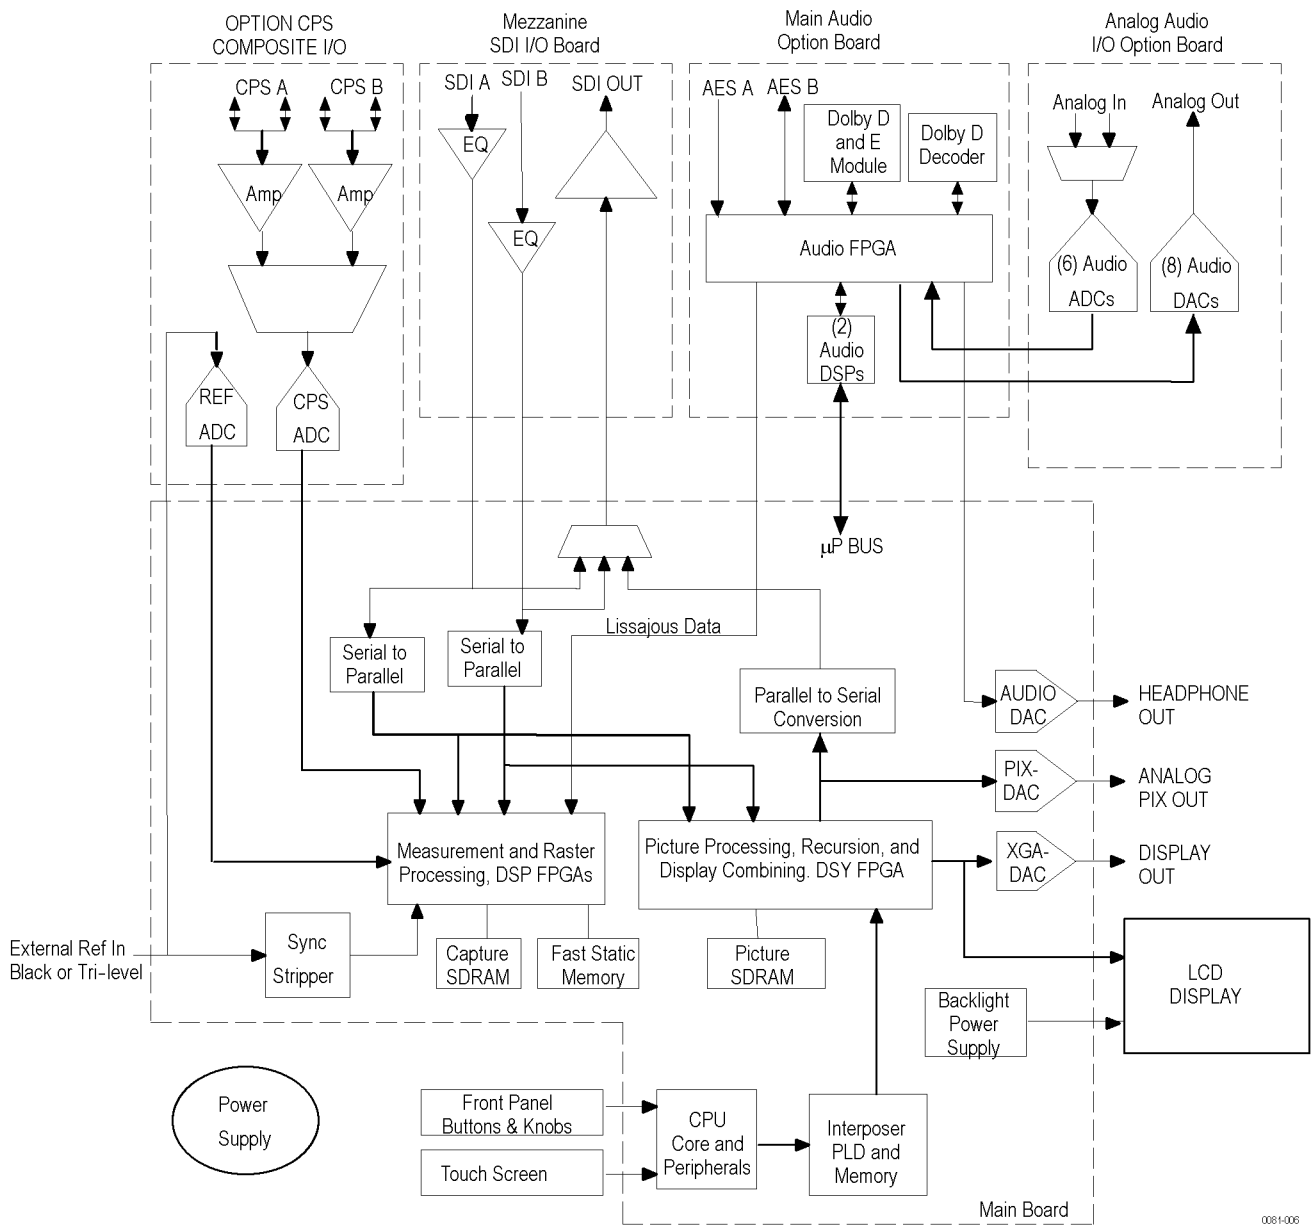 OPTION CPS
COMPOSITE I/O
Mezzanine
SDI I/O Board
Main Audio
Option Board
Analog Audio
I/O Option Board
CPS A
CPS B
SDI A
SDI B
SDI OUT
AES A
AES B
Analog In
Analog Out
Dolby D
and E
Module
Dolby D
Decoder
EQ
Amp
Amp
EQ
Audio FPGA
(6) Audio
ADCs
(8) Audio
DACs
(2)
Audio
DSPs
REF
ADC
CPS
ADC
µP BUS
Lissajous Data
Serial to
Parallel
Serial to
Parallel
Parallel to Serial
Conversion
AUDIO
DAC
HEADPHONE
OUT
PIX-
DAC
ANALOG
PIX OUT
Measurement and Raster
Processing, DSP FPGAs
Picture Processing, Recursion, and
Display Combining. DSY FPGA
XGA-
DAC
DISPLAY
OUT
External Ref In
Black or Tri-level
Sync
Stripper
Capture
SDRAM
Fast Static
Memory
Picture
SDRAM
LCD
DISPLAY
Backlight
Power
Supply
Power
Supply
Front Panel
Buttons & Knobs
Touch Screen
CPU
Core and
Peripherals
Interposer
PLD and
Memory
Main Board
0081-006